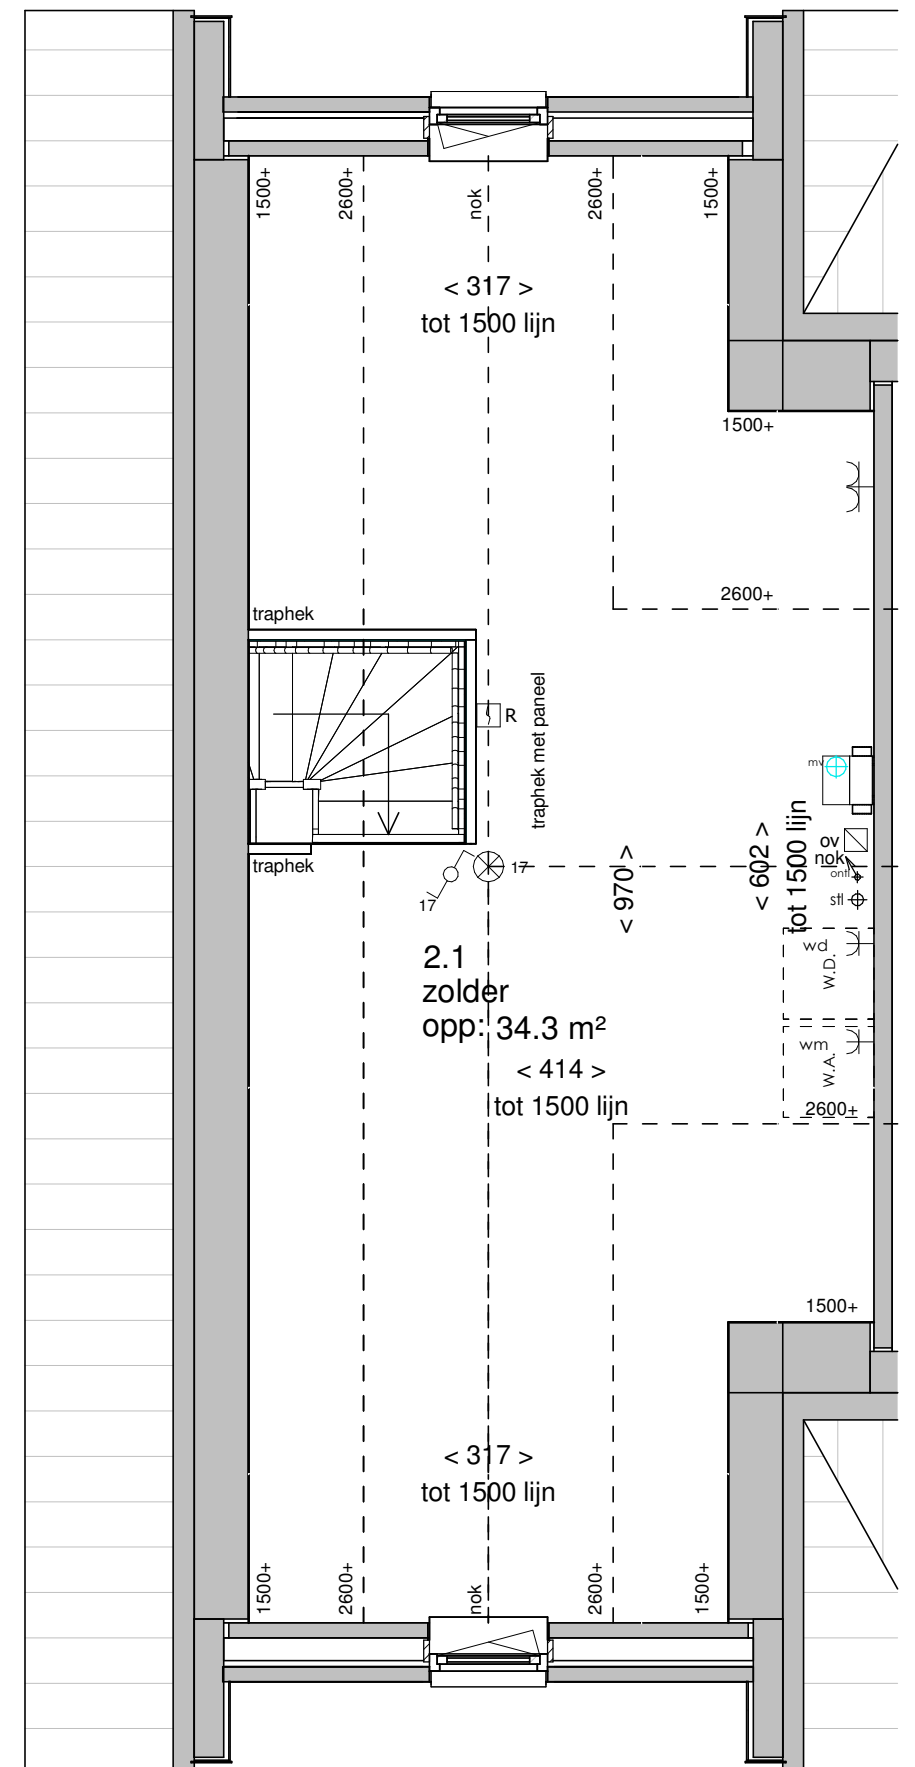 1500+
2600+
nok
2600+
1500+
< 317 >
tot 1500 lijn
1500+
2600+
traphek
R
traphek met paneel
mv
ov
nok
ontl
stl
traphek
17
17
< 970 >
< 602 >
tot 1500 lijn
wd
W.D.
wm
W.A.
2.1
zolder
opp: 34.3 m²
< 414 >
tot 1500 lijn
2600+
1500+
< 317 >
tot 1500 lijn
1500+
2600+
nok
2600+
1500+